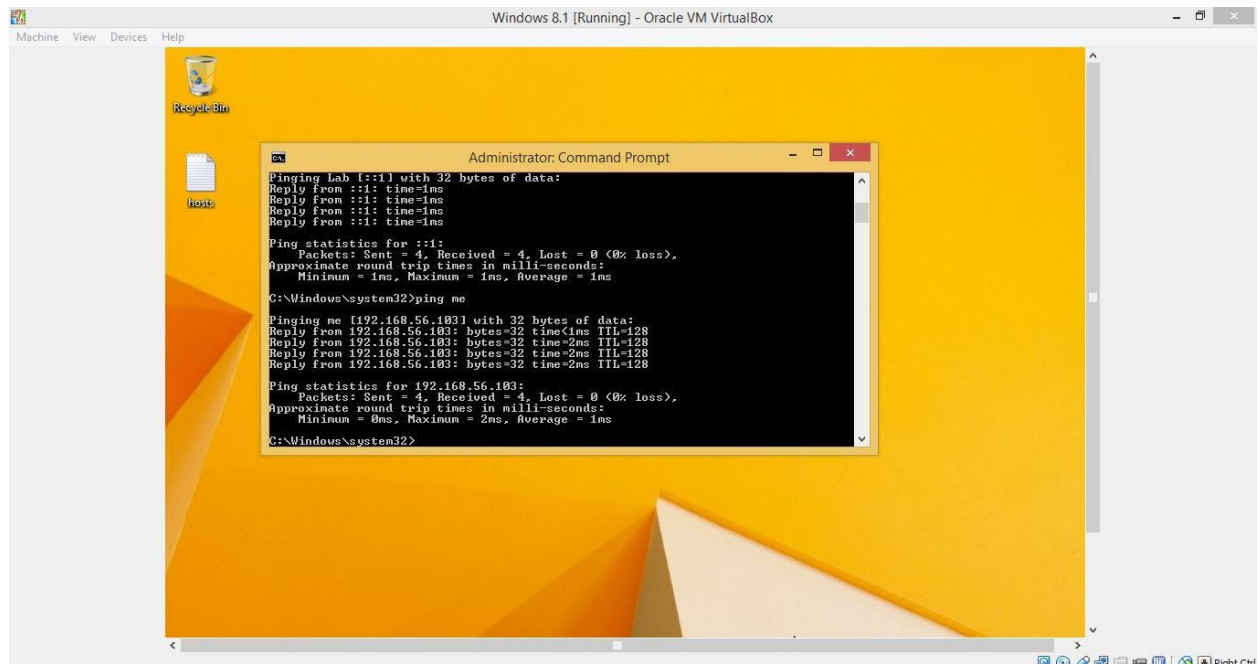 Windows 8.1 [Running] - Oracle VM VirtualBox
Machine View Devices Help
Recycle Bin
hosts
Administrator: Command Prompt
Pinging Lab [::1] with 32 bytes of data:
Reply from ::1: time=1ms
Reply from ::1: time=1ms
Reply from ::1: time=1ms
Reply from ::1: time=1ms
Ping statistics for ::1:
Packets: Sent = 4, Received = 4, Lost = 0 (0% loss),
Approximate round trip times in milli-seconds:
Minimum = 1ms, Maximum = 1ms, Average = 1ms
C:\Windows\system32>ping me
Pinging me [192.168.56.103] with 32 bytes of data:
Reply from 192.168.56.103: bytes=32 time<1ms TTL=128
Reply from 192.168.56.103: bytes=32 time=2ms TTL=128
Reply from 192.168.56.103: bytes=32 time=2ms TTL=128
Reply from 192.168.56.103: bytes=32 time=2ms TTL=128
Ping statistics for 192.168.56.103:
Packets: Sent = 4, Received = 4, Lost = 0 (0% loss),
Approximate round trip times in milli-seconds:
Minimum = 0ms, Maximum = 2ms, Average = 1ms
C:\Windows\system32>
Right Ctrl